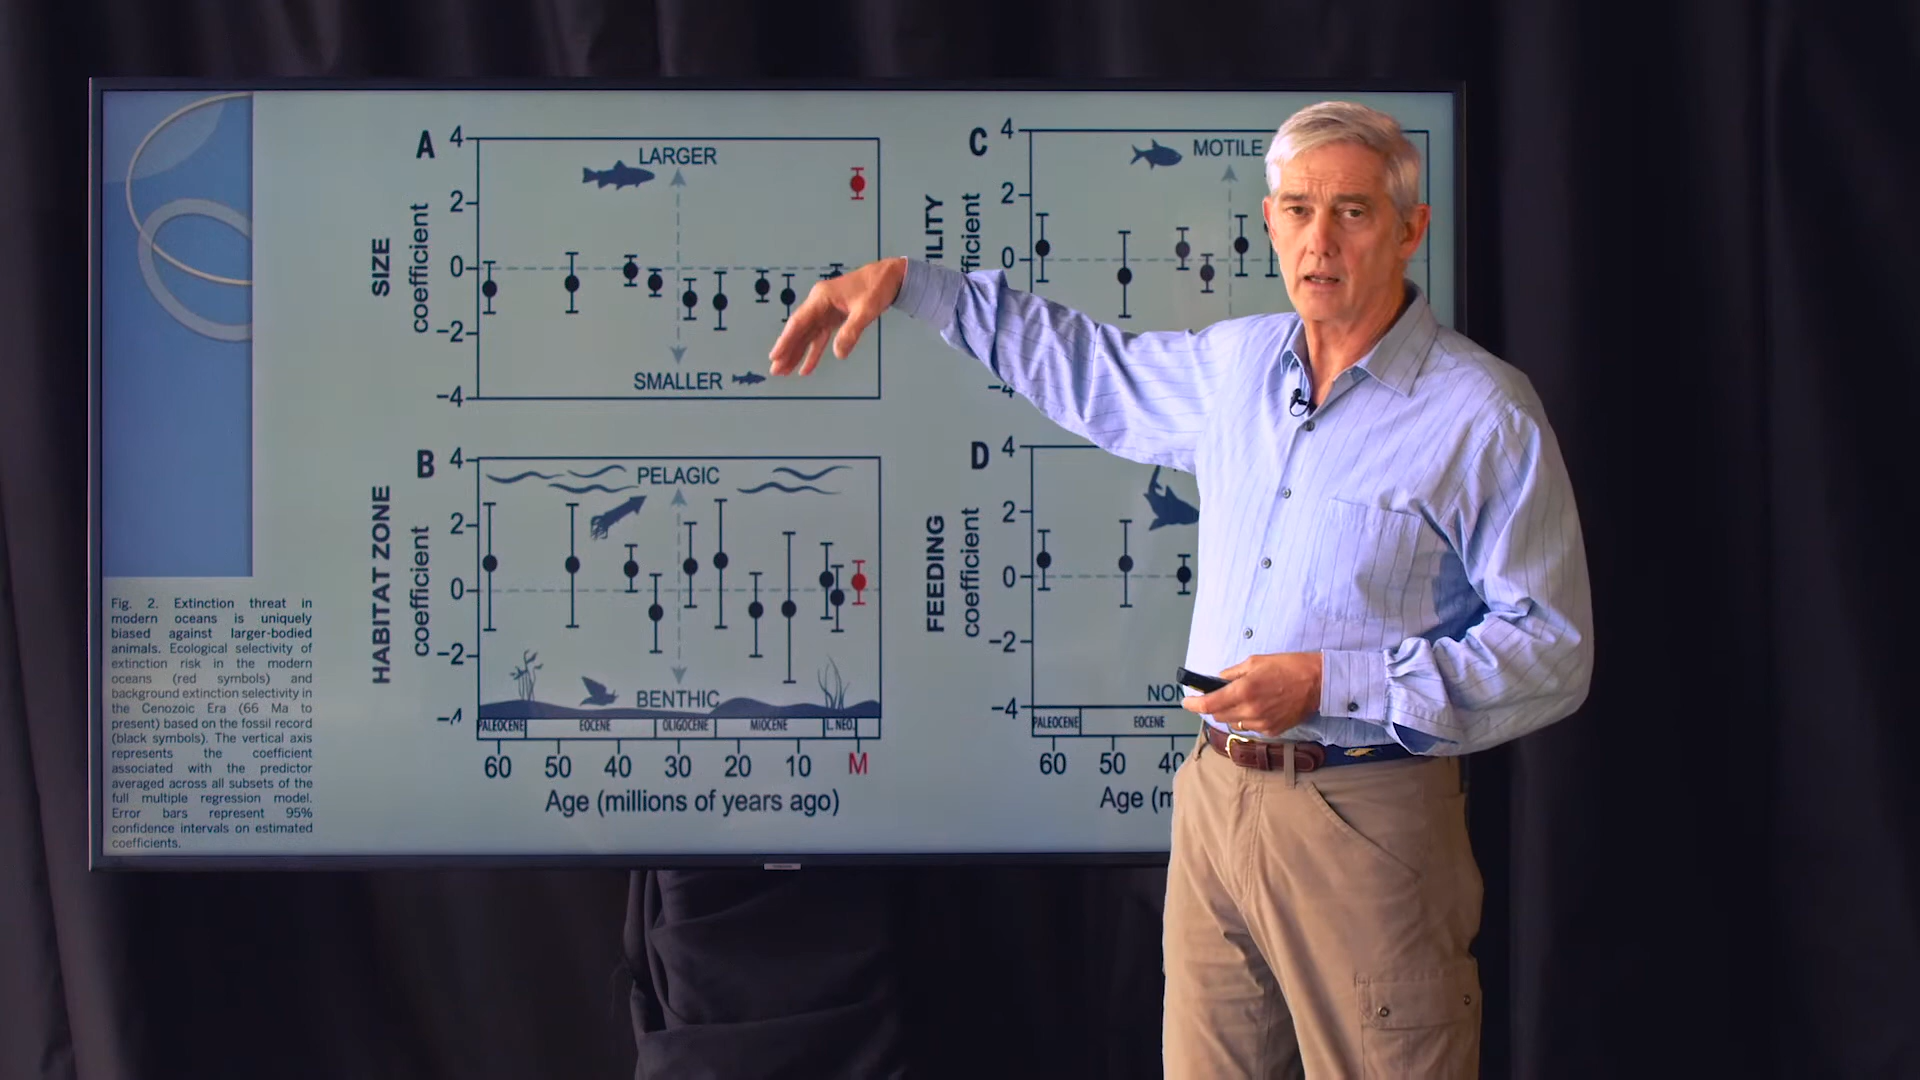 A
4
LARGER
2
0
−2
−4
SMALLER
SIZE
coefficient
C
4
MOTILE
2
0
−4
B
4
PELAGIC
2
0
−2
BENTHIC
HABITAT ZONE
coefficient
PALEOCENE EOCENE OLIGOCENE MIOCENE L. NEO.
60 50 40 30 20 10 M
Age (millions of years ago)
D
4
2
0
−2
−4
FEEDING
coefficient
PALEOCENE EOCENE
60 50
Fig. 2. Extinction threat in
modern oceans is uniquely
biased against larger-bodied
animals. Ecological selectivity of
extinction risk in the modern
oceans (red symbols) and
background extinction selectivity in
the Cenozoic Era (66 Ma to
present) based on the fossil record
(black symbols). The vertical axis
represents the coefficient
associated with the predictor
averaged across all subsets of the
full multiple regression model.
Error bars represent 95%
confidence intervals on estimated
coefficients.